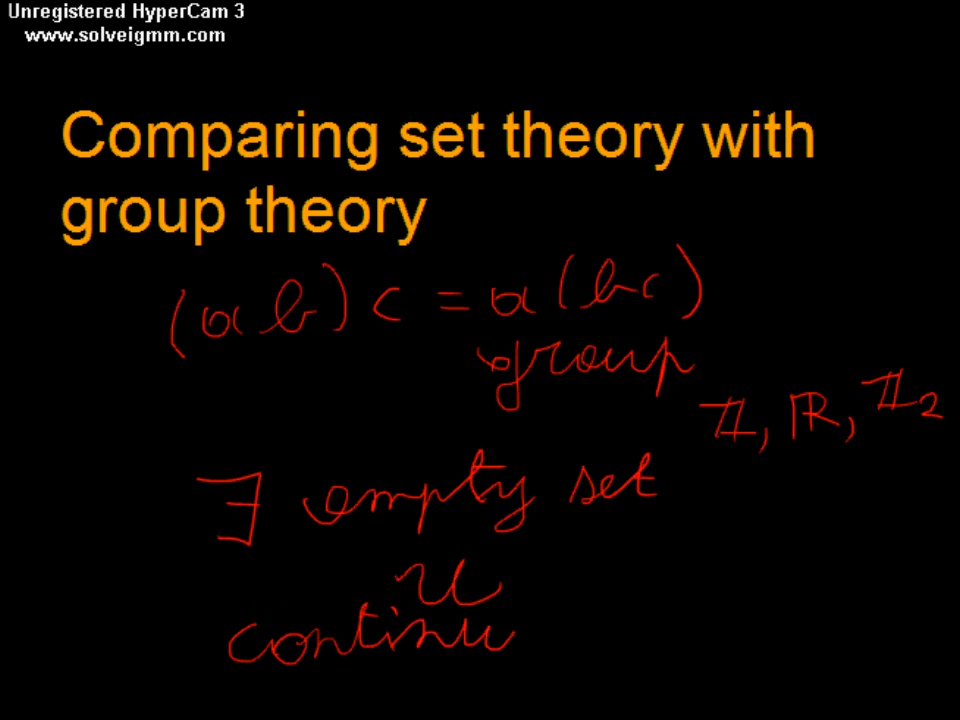 Unregistered HyperCam 3
www.solveigmm.com
Comparing set theory with
group theory
(ab)c = a(bc)
group
ℤ, ℝ, ℤ₂
∃ empty set
continu